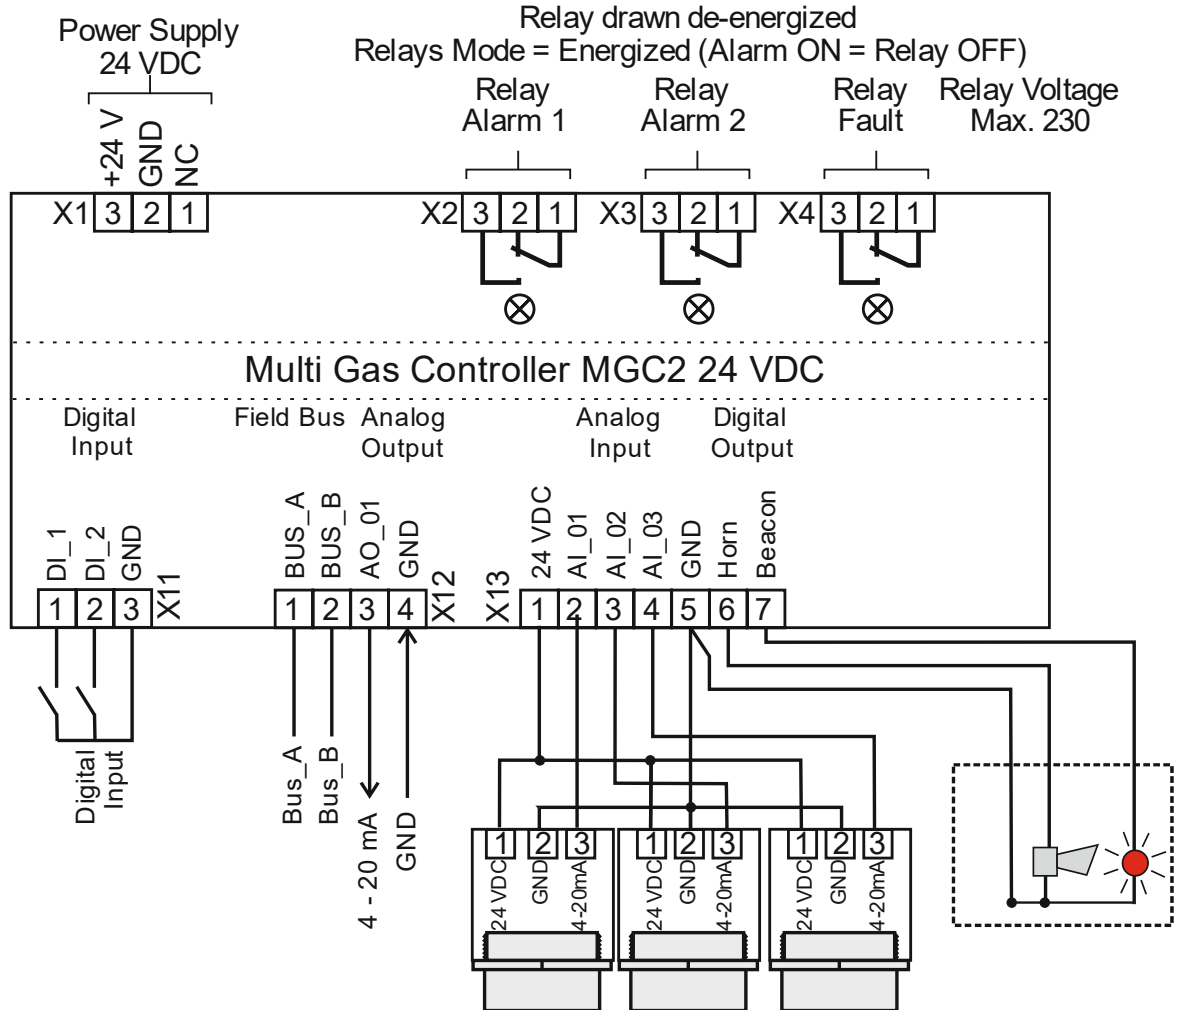 Power Supply
24 VDC
Relay drawn de-energized
Relays Mode = Energized (Alarm ON = Relay OFF)
Relay
Alarm 1
Relay
Alarm 2
Relay
Fault
Relay Voltage
Max. 230
+24 V
GND
NC
X1 3 2 1
X2 3 2 1
X3 3 2 1
X4 3 2 1
Multi Gas Controller MGC2 24 VDC
Digital
Input
Field Bus
Analog
Output
Analog
Input
Digital
Output
DI_1
DI_2
GND
1 2 3
X11
BUS_A
BUS_B
AO_01
GND
1 2 3 4
X12
X13
24 VDC
AI_01
AI_02
AI_03
GND
Horn
Beacon
1 2 3 4 5 6 7
Digital
Input
Bus_A
Bus_B
4 - 20 mA
GND
1 2 3
24 VDC
GND
4-20mA
1 2 3
24 VDC
GND
4-20mA
1 2 3
24 VDC
GND
4-20mA